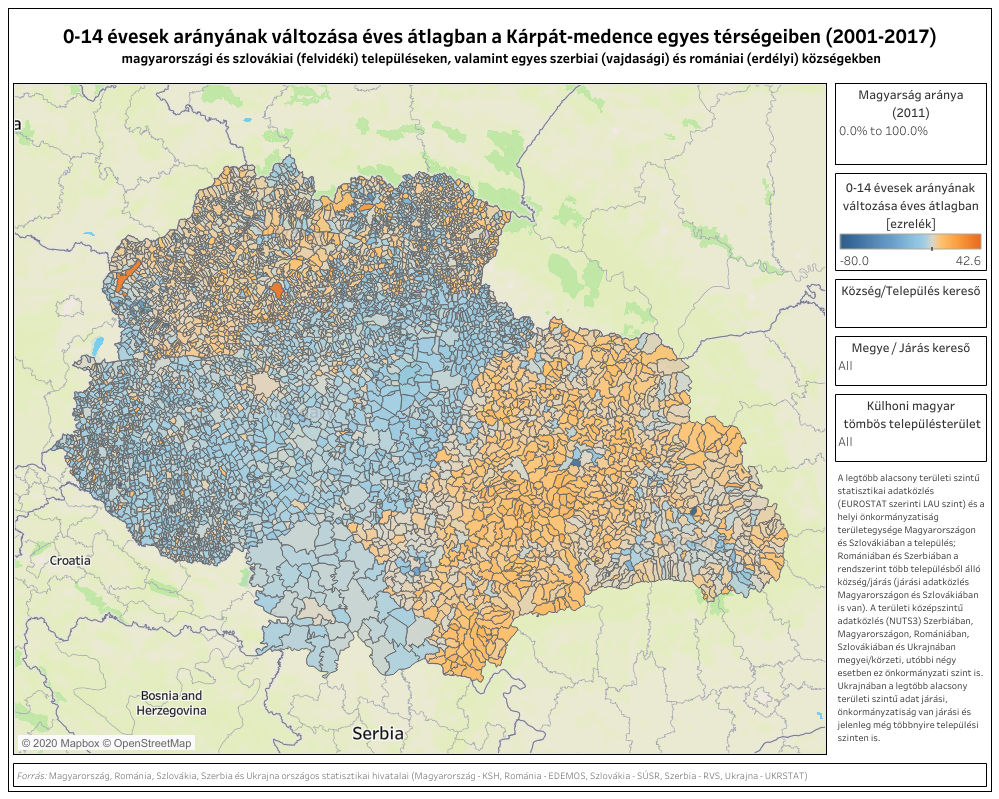 0-14 évesek arányának változása éves átlagban a Kárpát-medence egyes térségeiben (2001-2017)
magyarországi és szlovákiai (felvidéki) településeken, valamint egyes szerbiai (vajdasági) és romániai (erdélyi) községekben
a
Croatia
Bosnia and
Herzegovina
Serbia
© 2020 Mapbox © OpenStreetMap
Magyarság aránya
(2011)
0.0% to 100.0%
0-14 évesek arányának
változása éves átlagban
[ezrelék]
-80.0 42.6
Község/Település kereső
Megye / Járás kereső
All
Külhoni magyar
tömbös településterület
All
A legtöbb alacsony területi szintű
statisztikai adatközlés
(EUROSTAT szerinti LAU szint) és a
helyi önkormányzatiság
területegysége Magyarországon
és Szlovákiában a település;
Romániában és Szerbiában a
rendszerint több településből álló
község/járás (járási adatközlés
Magyarországon és Szlovákiában
is van). A területi középszintű
adatközlés (NUTS3) Szerbiában,
Magyarországon, Romániában,
Szlovákiában és Ukrajnában
megyei/körzeti, utóbbi négy
esetben ez önkormányzati szint is.
Ukrajnában a legtöbb alacsony
területi szintű adat járási,
önkormányzatiság van járási és
jelenleg még többnyire települési
szinten is.
Forrás: Magyarország, Románia, Szlovákia, Szerbia és Ukrajna országos statisztikai hivatalai (Magyarország - KSH, Románia - EDEMOS, Szlovákia - SÚSR, Szerbia - RVS, Ukrajna - UKRSTAT)